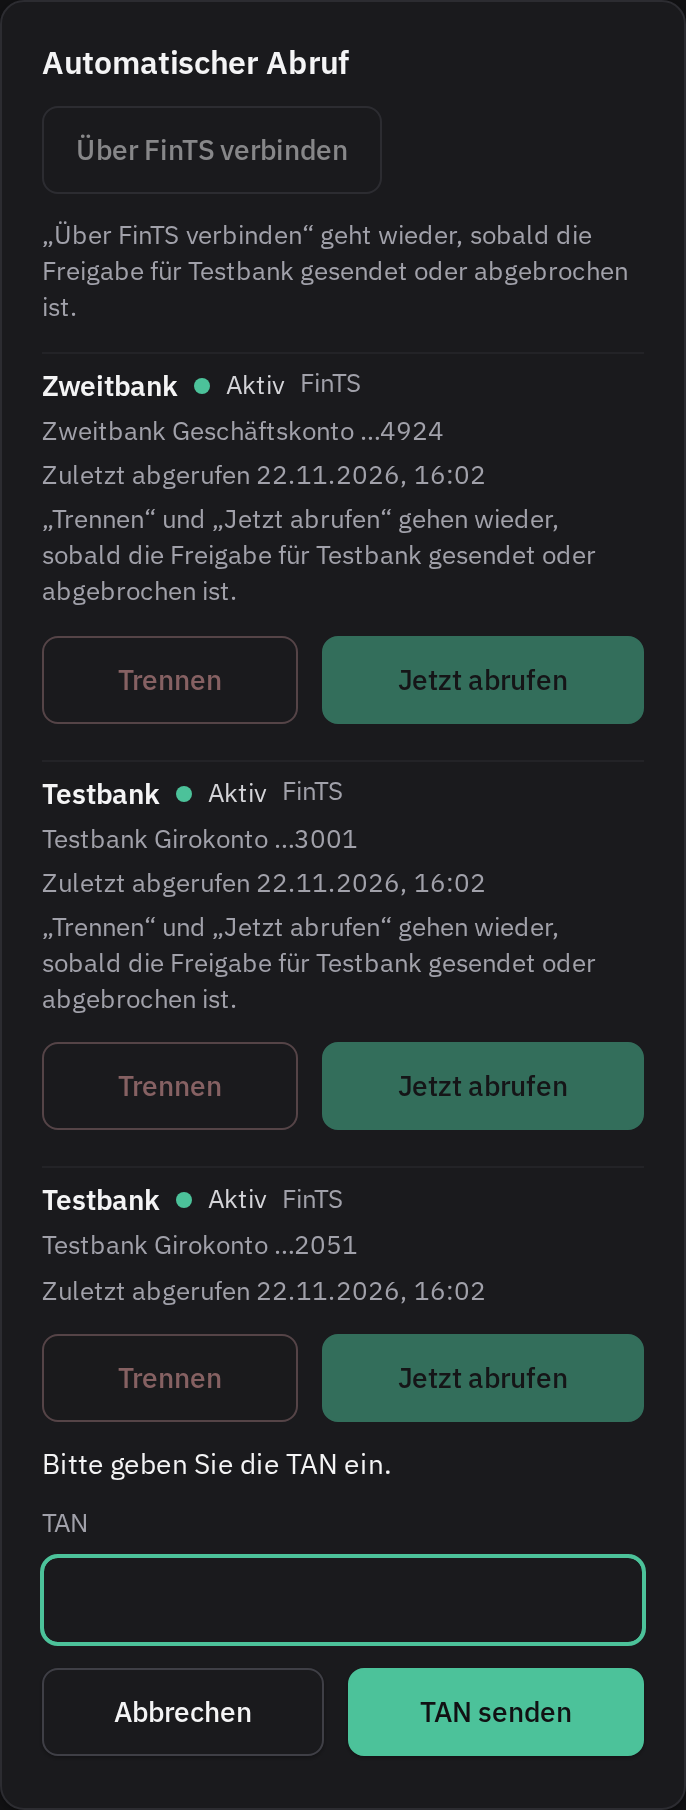 Automatischer Abruf
Über FinTS verbinden
„Über FinTS verbinden“ geht wieder, sobald die
Freigabe für Testbank gesendet oder abgebrochen
ist.
Zweitbank Aktiv FinTS
Zweitbank Geschäftskonto …4924
Zuletzt abgerufen 22.11.2026, 16:02
„Trennen“ und „Jetzt abrufen“ gehen wieder,
sobald die Freigabe für Testbank gesendet oder
abgebrochen ist.
Trennen Jetzt abrufen
Testbank Aktiv FinTS
Testbank Girokonto …3001
Zuletzt abgerufen 22.11.2026, 16:02
„Trennen“ und „Jetzt abrufen“ gehen wieder,
sobald die Freigabe für Testbank gesendet oder
abgebrochen ist.
Trennen Jetzt abrufen
Testbank Aktiv FinTS
Testbank Girokonto …2051
Zuletzt abgerufen 22.11.2026, 16:02
Trennen Jetzt abrufen
Bitte geben Sie die TAN ein.
TAN
Abbrechen TAN senden